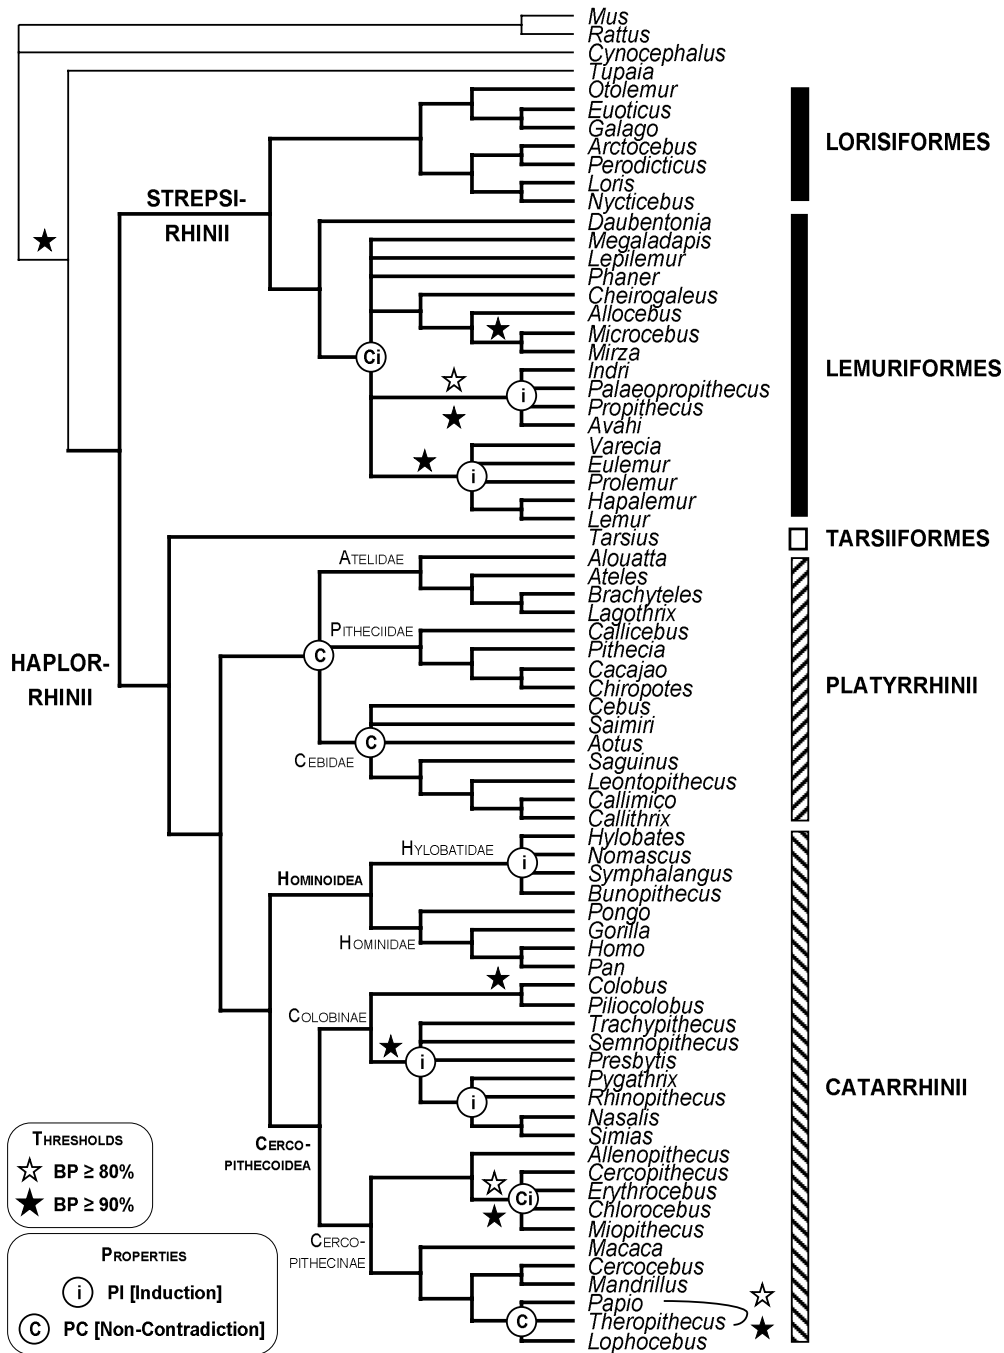 Mus
Rattus
Cynocephalus
Tupaia
Otolemur
Euoticus
Galago
Arctocebus
Perodicticus
Loris
Nycticebus
LORISIFORMES
STREPSI-
RHINII
Daubentonia
Megaladapis
Lepilemur
Phaner
Cheirogaleus
Allocebus
Microcebus
Mirza
Ci
Indri
Palaeopropithecus
Propithecus
Avahi
i
LEMURIFORMES
Varecia
Eulemur
Prolemur
Hapalemur
Lemur
i
Tarsius
TARSIIFORMES
HAPLOR-
RHINII
ATELIDAE
Alouatta
Ateles
Brachyteles
Lagothrix
PITHECIIDAE
C
Callicebus
Pithecia
Cacajao
Chiropotes
PLATYRRHINII
Cebus
Saimiri
Aotus
C
CEBIDAE
Saguinus
Leontopithecus
Callimico
Callithrix
HYLOBATIDAE
i
Hylobates
Nomascus
Symphalangus
Bunopithecus
HOMINOIDEA
HOMINIDAE
Pongo
Gorilla
Homo
Pan
COLOBINAE
Colobus
Piliocolobus
Trachypithecus
Semnopithecus
Presbytis
i
Pygathrix
Rhinopithecus
i
Nasalis
Simias
CATARRHINII
CERCO-
PITHECOIDEA
Allenopithecus
Cercopithecus
Erythrocebus
Ci
Chlorocebus
Miopithecus
CERCO-
PITHECINAE
Macaca
Cercocebus
Mandrillus
Papio
Theropithecus
C
Lophocebus
THRESHOLDS
BP ≥ 80%
BP ≥ 90%
PROPERTIES
i PI [Induction]
C PC [Non-Contradiction]